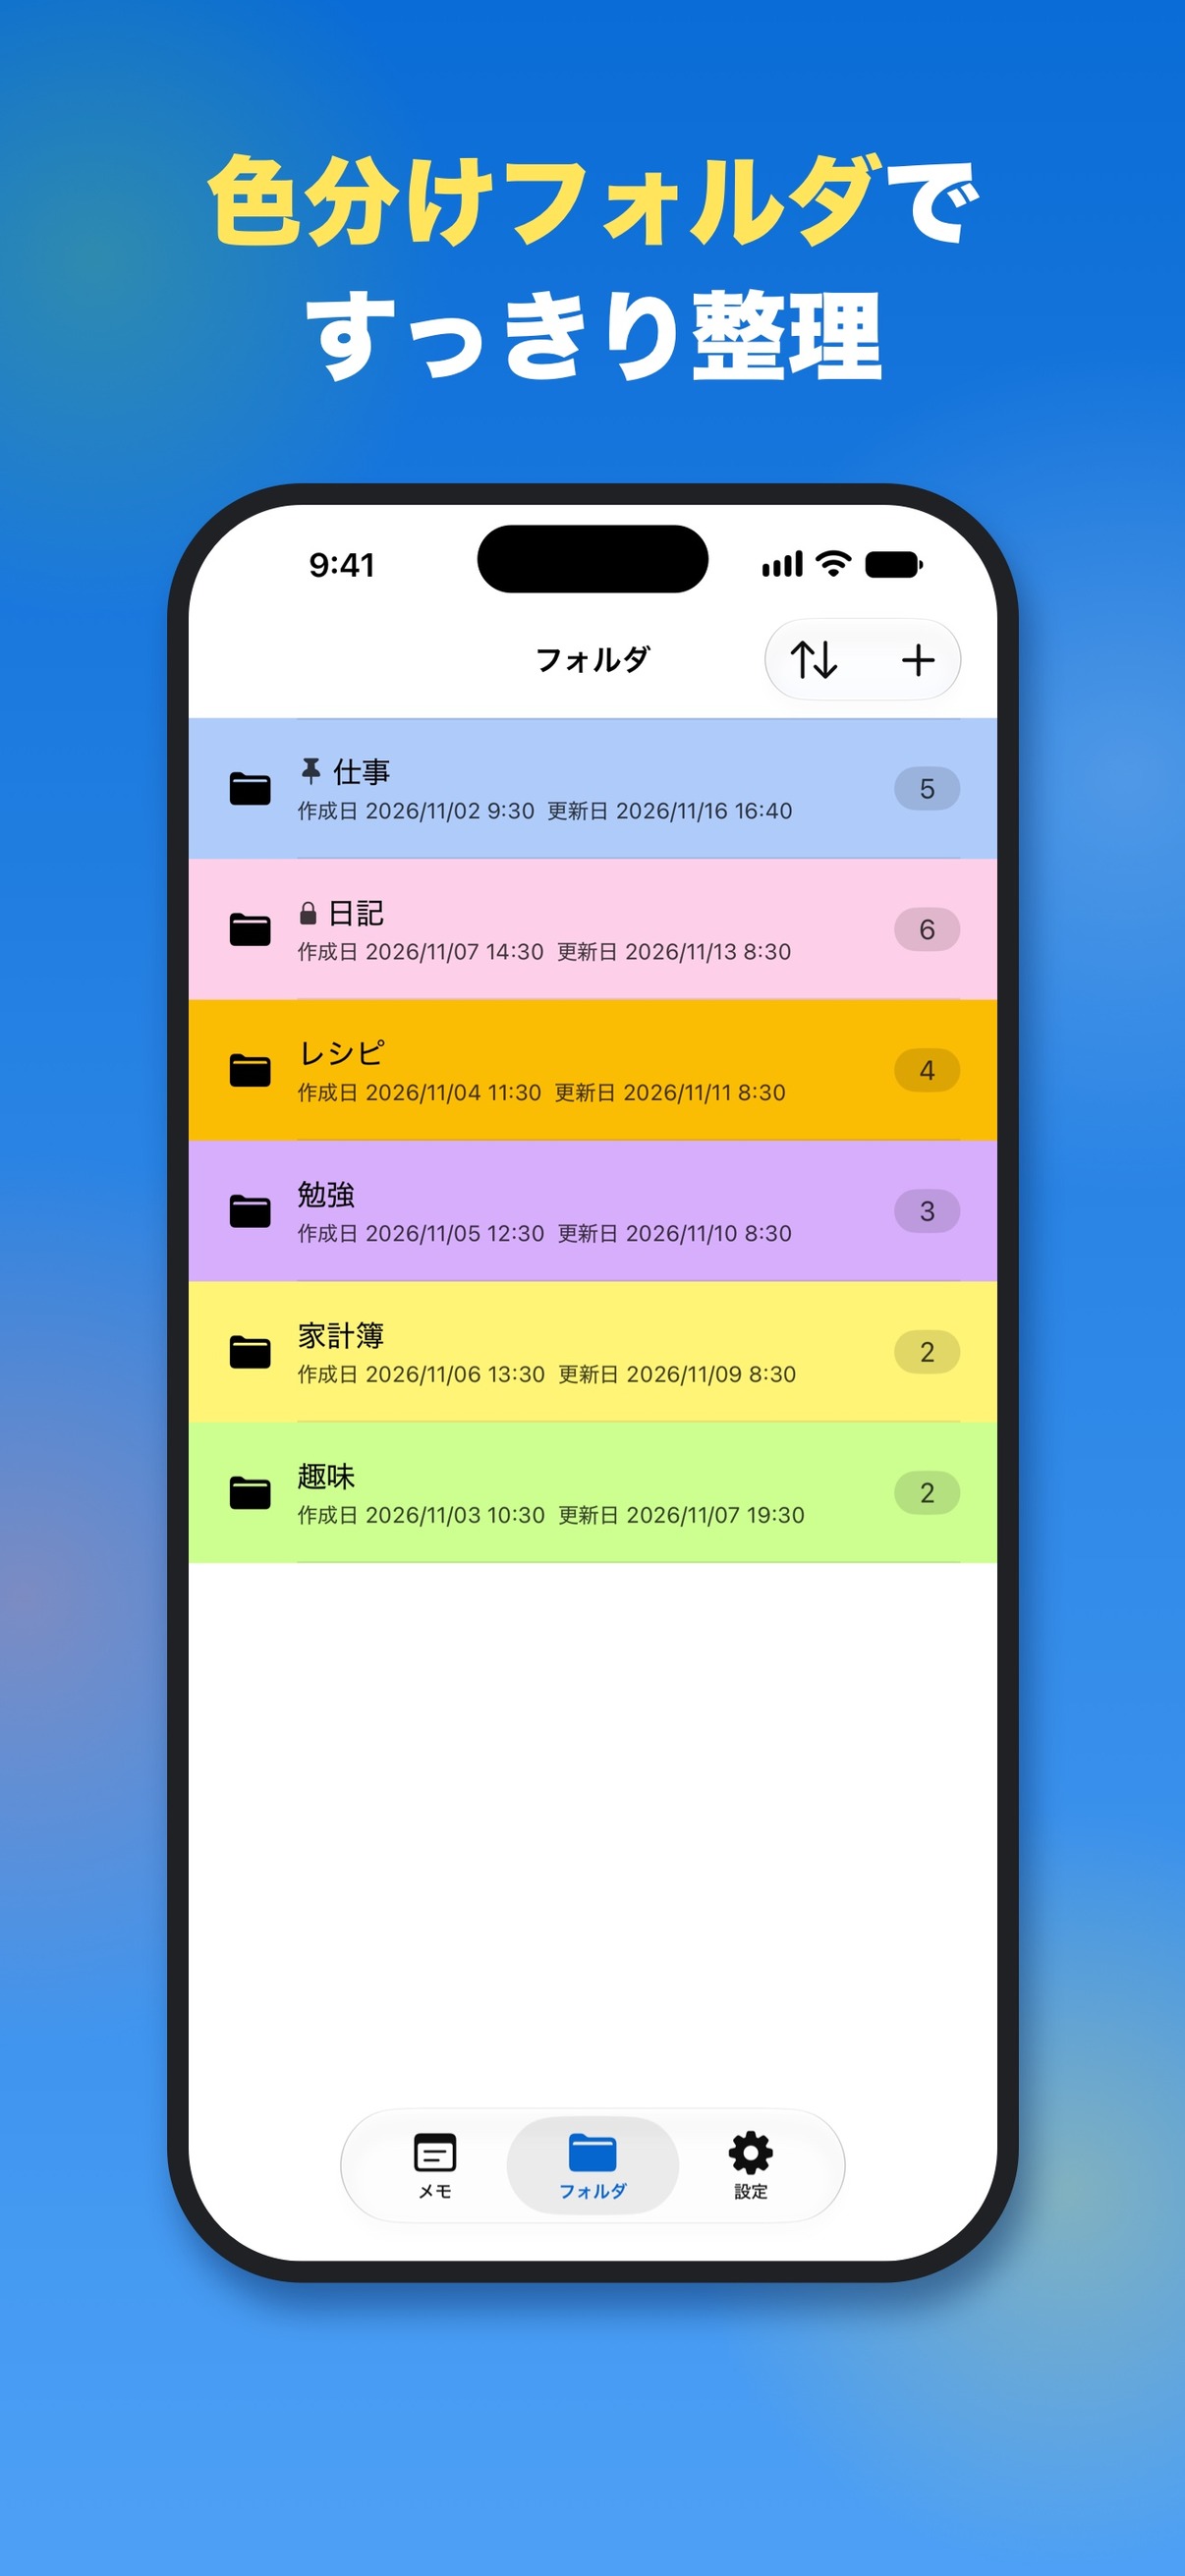 色分けフォルダで
すっきり整理
9:41
フォルダ
仕事
作成日 2026/11/02 9:30 更新日 2026/11/16 16:40
5
日記
作成日 2026/11/07 14:30 更新日 2026/11/13 8:30
6
レシピ
作成日 2026/11/04 11:30 更新日 2026/11/11 8:30
4
勉強
作成日 2026/11/05 12:30 更新日 2026/11/10 8:30
3
家計簿
作成日 2026/11/06 13:30 更新日 2026/11/09 8:30
2
趣味
作成日 2026/11/03 10:30 更新日 2026/11/07 19:30
2
メモ フォルダ 設定